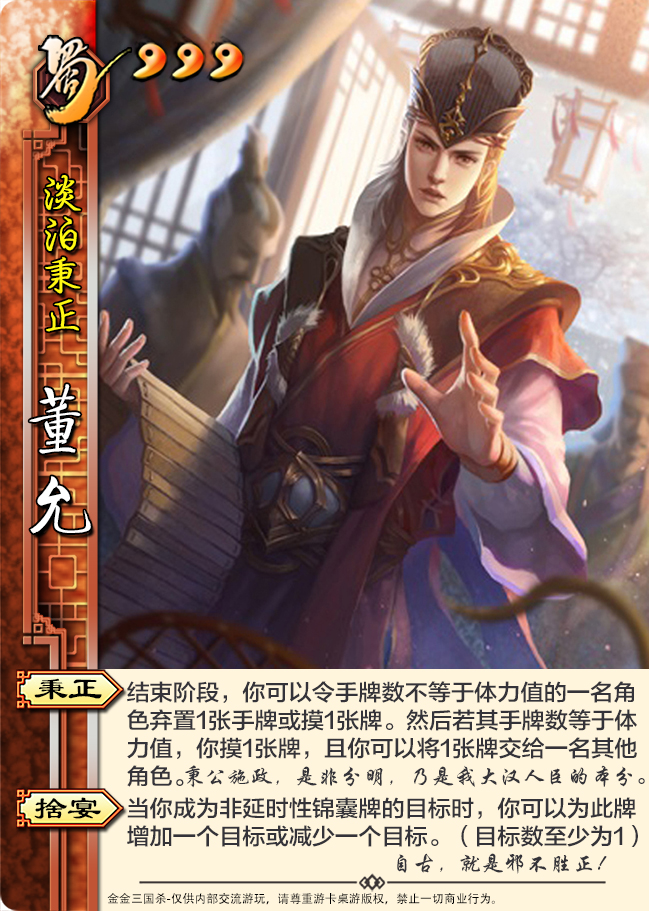 蜀
999
淡泊秉正
董允
秉正
结束阶段，你可以令手牌数不等于体力值的一名角
色弃置1张手牌或摸1张牌。然后若其手牌数等于体
力值，你摸1张牌，且你可以将1张牌交给一名其他
角色。秉公施政，是非分明，乃是我大汉人臣的本分。
捨宴
当你成为非延时性锦囊牌的目标时，你可以为此牌
增加一个目标或减少一个目标。（目标数至少为1）
自古，就是邪不胜正！
金金三国杀-仅供内部交流游玩，请尊重游卡桌游版权，禁止一切商业行为。